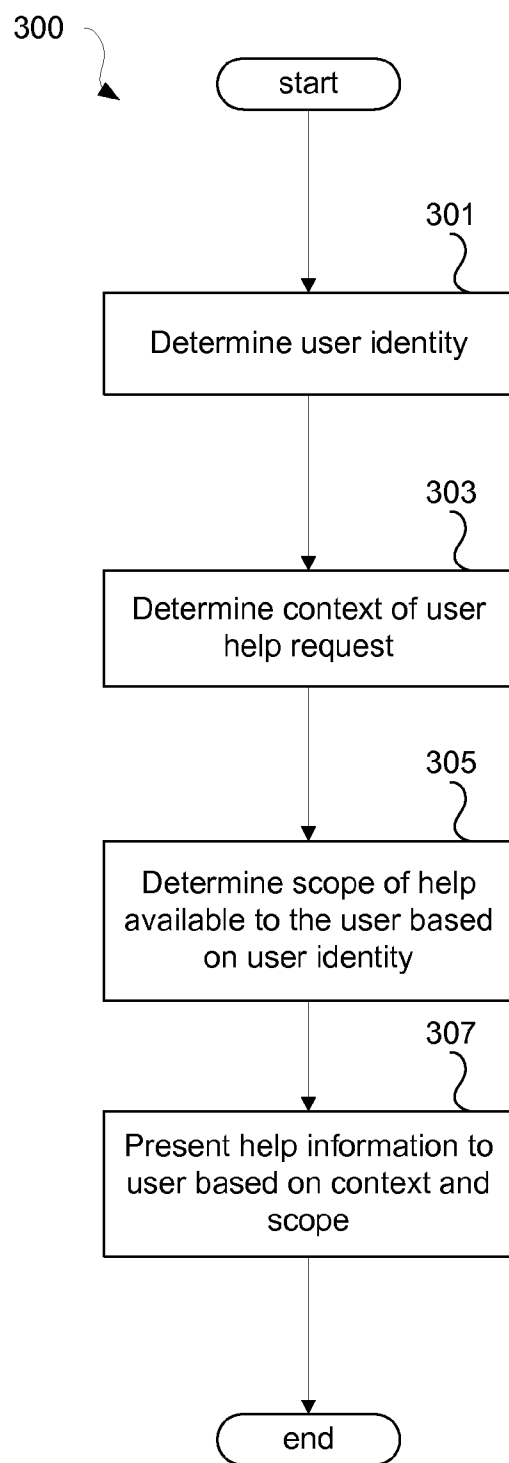 300
start
301
Determine user identity
303
Determine context of user
help request
305
Determine scope of help
available to the user based
on user identity
307
Present help information to
user based on context and
scope
end